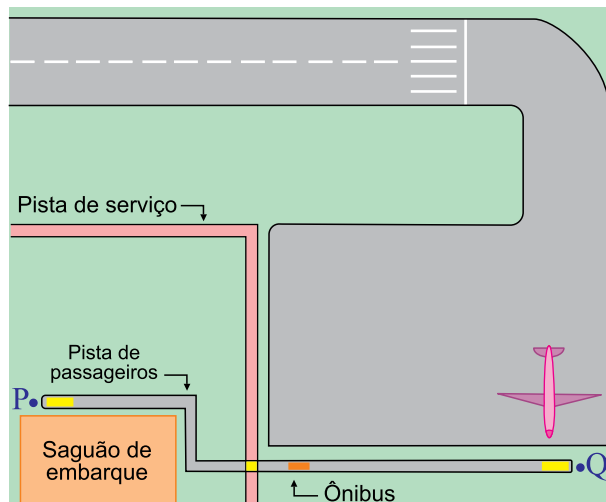 Pista de serviço
Pista de
passageiros
P
Saguão de
embarque
Q
Ônibus